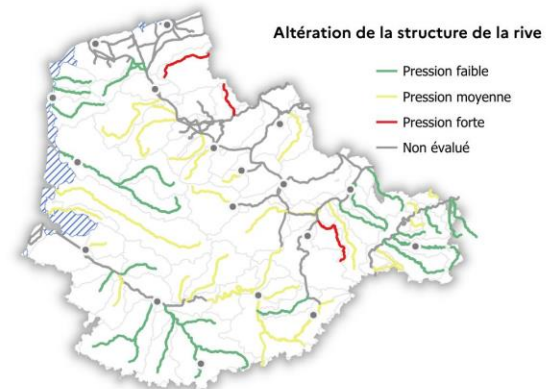 Altération de la structure de la rive
Pression faible
Pression moyenne
Pression forte
Non évalué